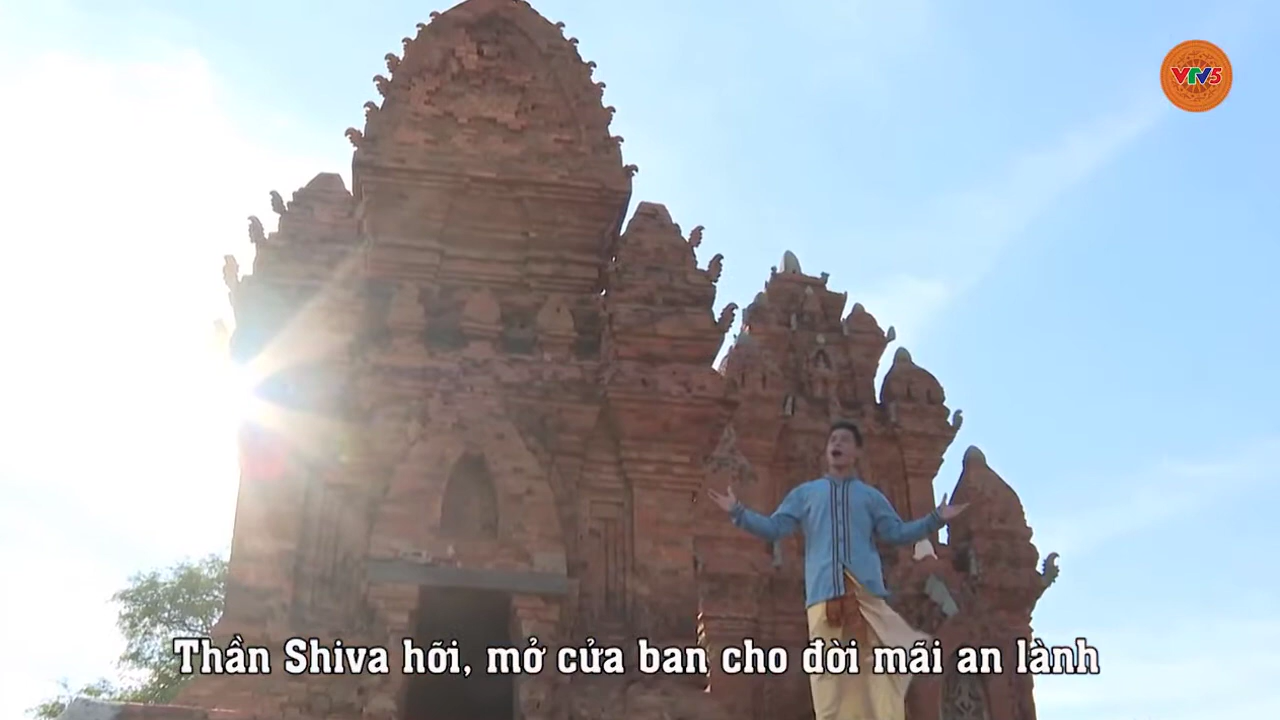 VTV5
Thần Shiva hỡi, mở cửa ban cho đời mãi an lành